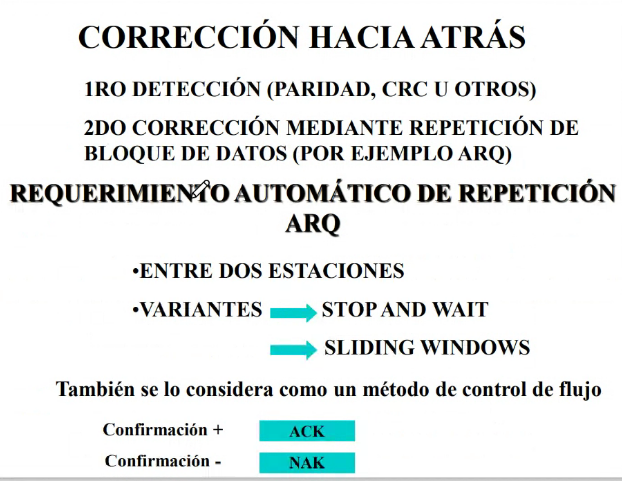 CORRECCIÓN HACIA ATRÁS
1RO DETECCIÓN (PARIDAD, CRC U OTROS)
2DO CORRECCIÓN MEDIANTE REPETICIÓN DE
BLOQUE DE DATOS (POR EJEMPLO ARQ)
REQUERIMIENTO AUTOMÁTICO DE REPETICIÓN
ARQ
•ENTRE DOS ESTACIONES
•VARIANTES STOP AND WAIT
SLIDING WINDOWS
También se lo considera como un método de control de flujo
Confirmación + ACK
Confirmación - NAK